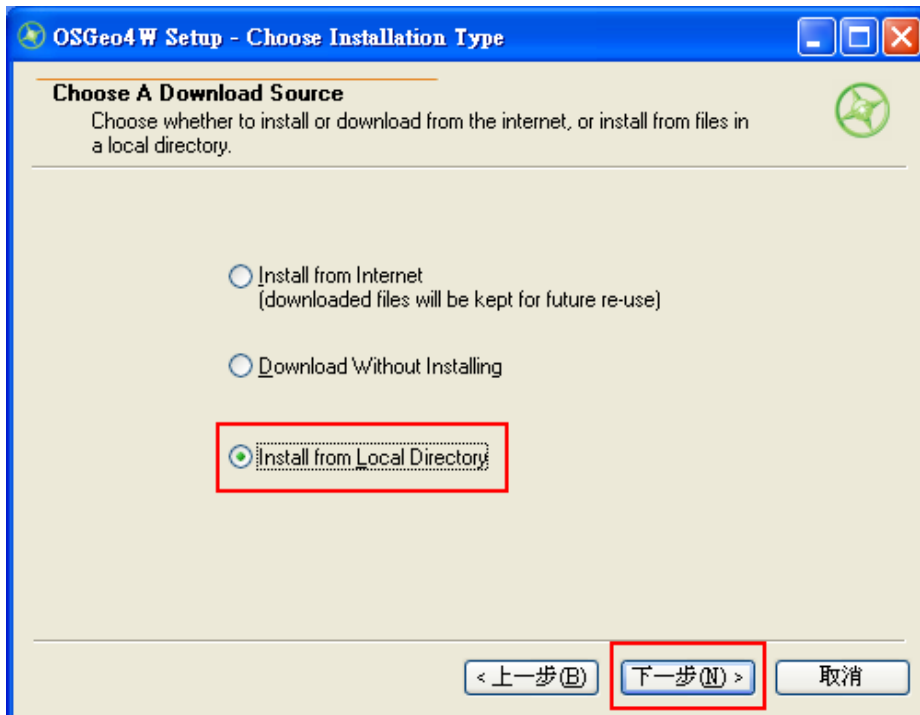 OSGeo4W Setup - Choose Installation Type
Choose A Download Source
Choose whether to install or download from the internet, or install from files in
a local directory.
Install from Internet
(downloaded files will be kept for future re-use)
Download Without Installing
Install from Local Directory
< 上一步(B) 下一步(N) > 取消